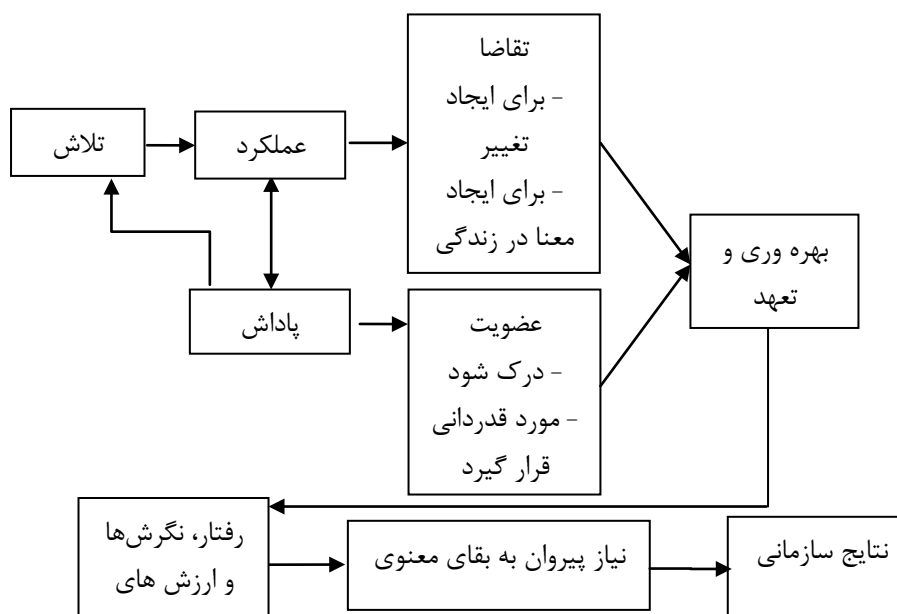 تقاضا
- برای ایجاد
تغییر
- برای ایجاد
معنا در زندگی
تلاش
عملکرد
بهره وری و
تعهد
پاداش
عضویت
- درک شود
- مورد قدردانی
قرار گیرد
رفتار، نگرش‌ها
و ارزش های
نیاز پیروان به بقای معنوی
نتایج سازمانی